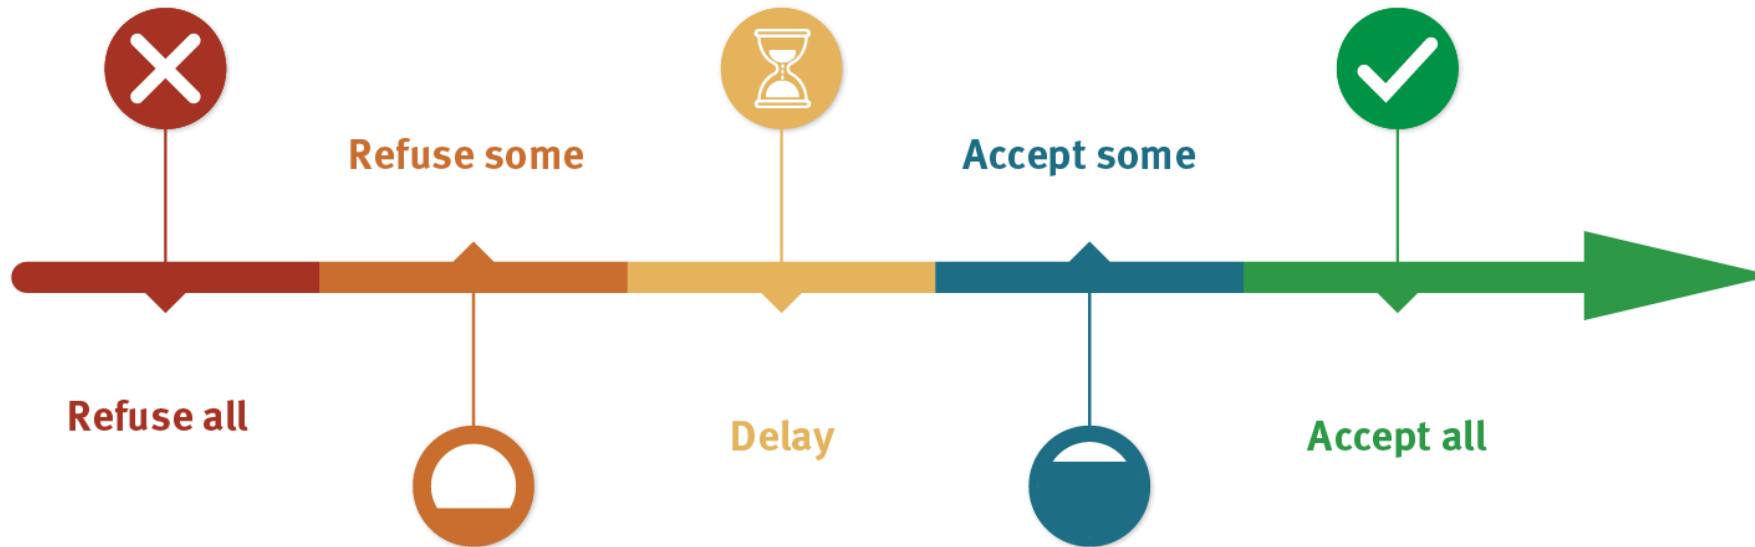 Refuse all
Refuse some
Delay
Accept some
Accept all